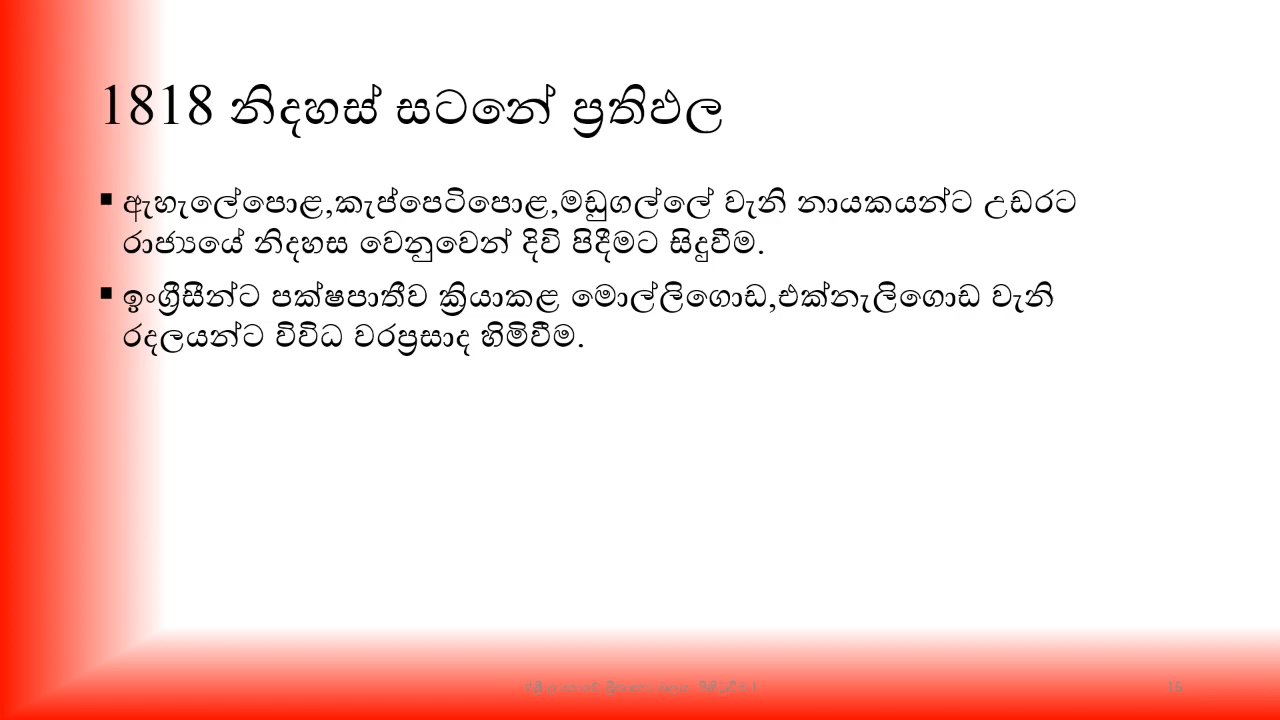 1818 නිදහස් සටනේ ප්‍රතිඵල
▪ ඇහැලේපොළ,කැප්පෙටිපොළ,මඩුගල්ලේ වැනි නායකයන්ට උඩරට
රාජ්‍යයේ නිදහස වෙනුවෙන් දිවි පිදීමට සිදුවීම.
▪ ඉංග්‍රීසීන්ට පක්ෂපාතීව ක්‍රියාකළ මොල්ලිගොඩ,එක්නැලිගොඩ වැනි
රදලයන්ට විවිධ වරප්‍රසාද හිමිවීම.